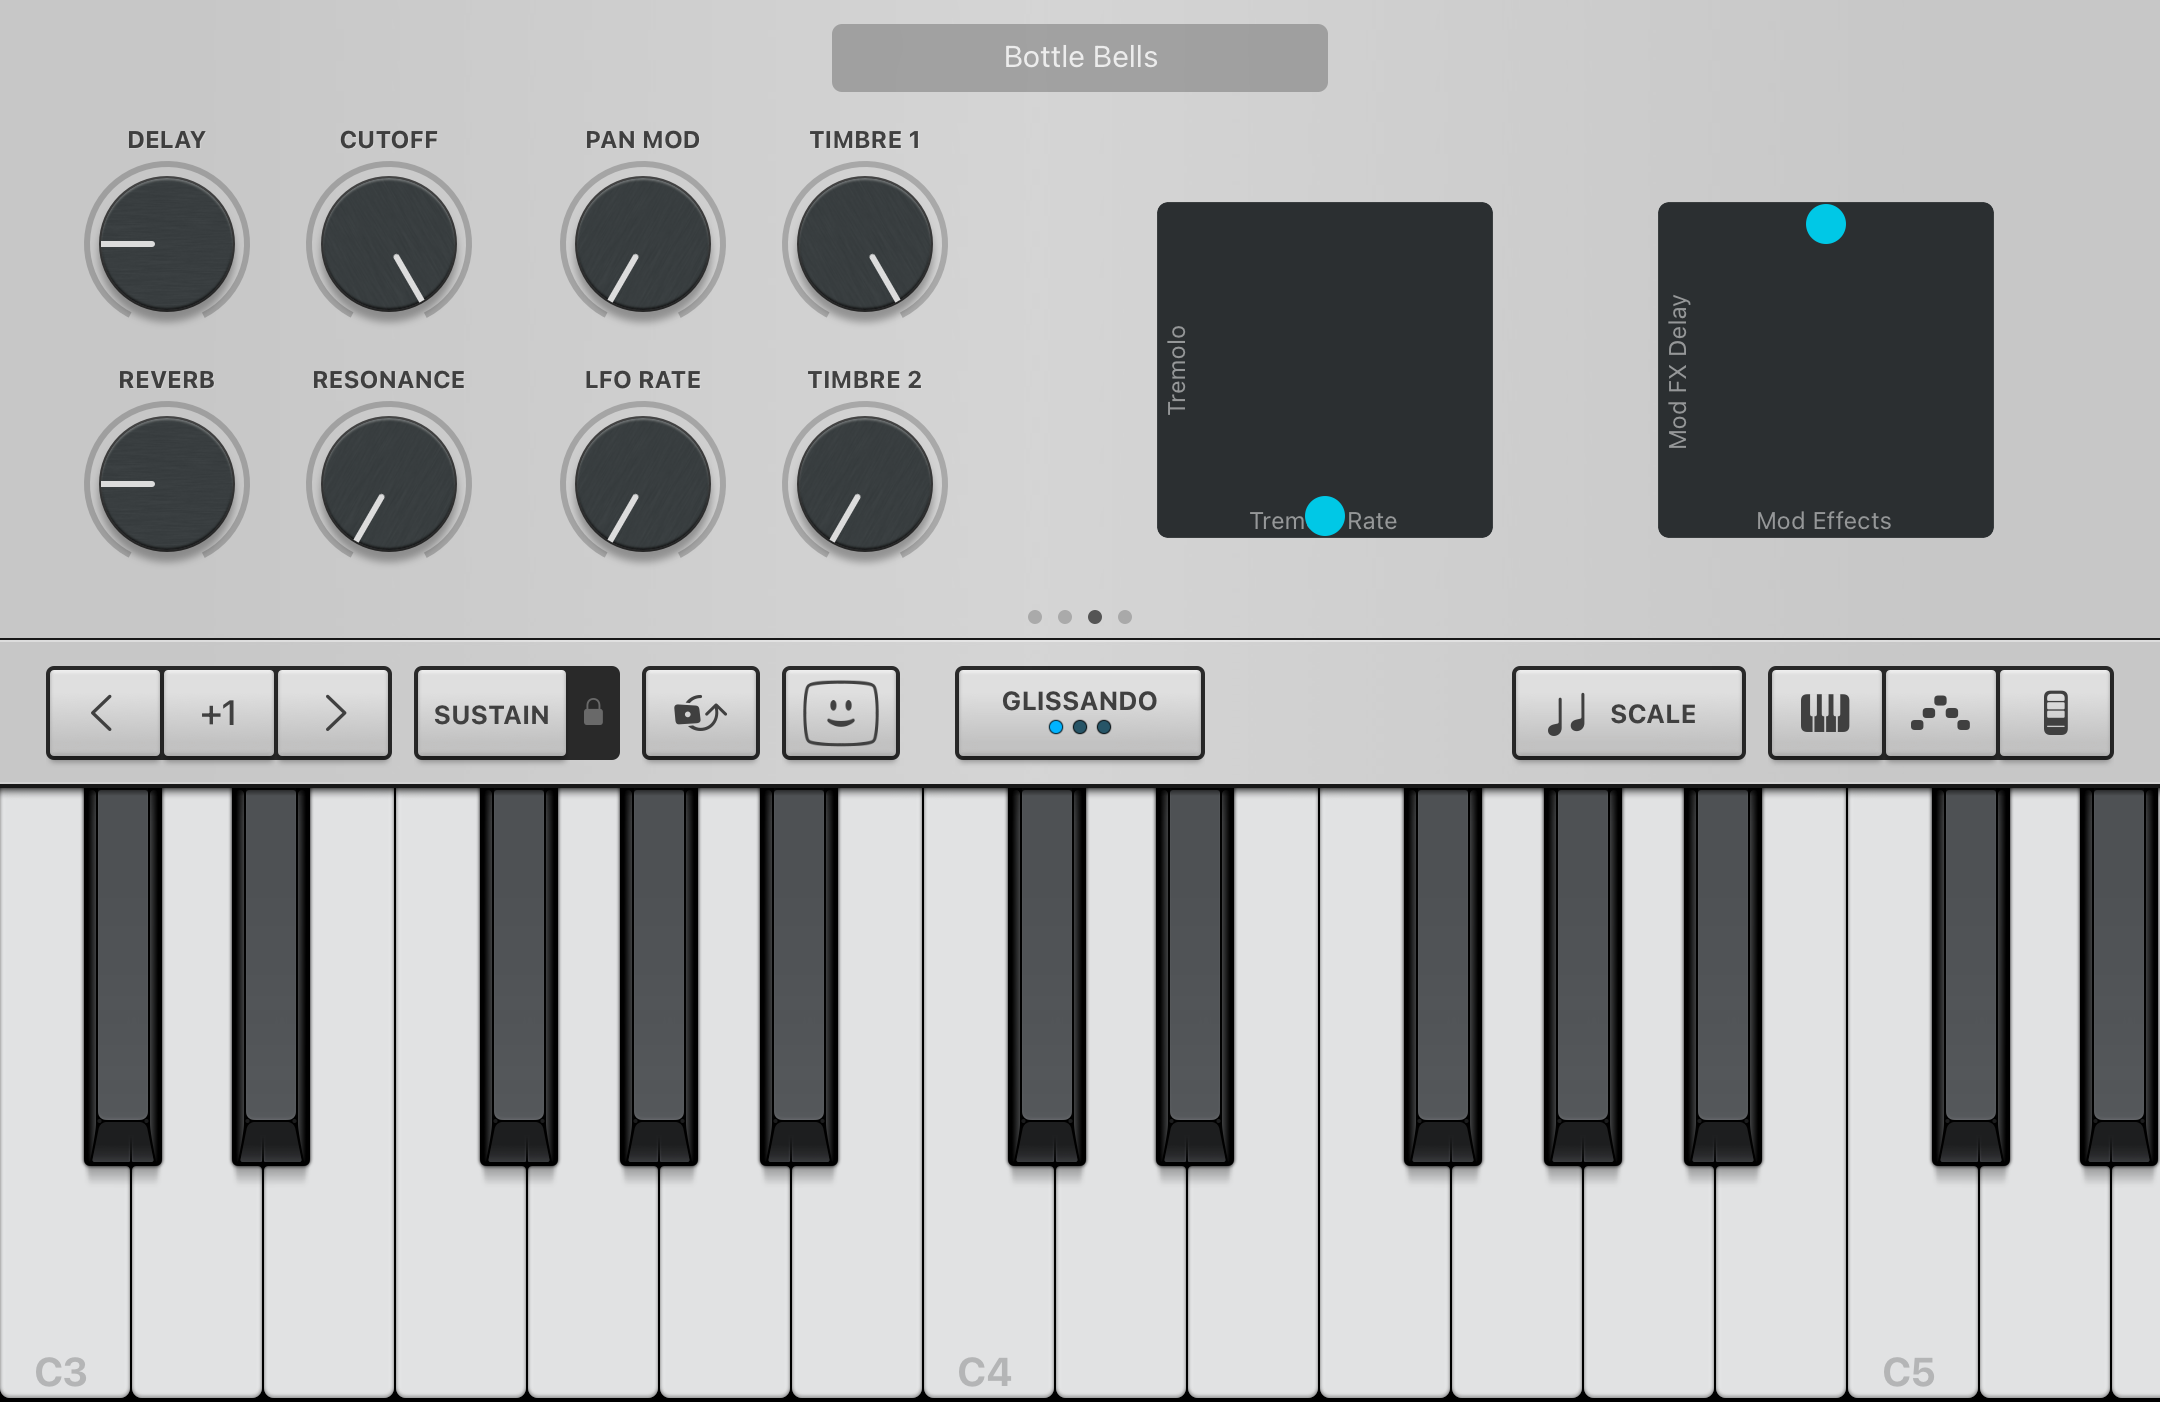 Bottle Bells
DELAY
CUTOFF
PAN MOD
TIMBRE 1
REVERB
RESONANCE
LFO RATE
TIMBRE 2
Tremolo
Trem Rate
Mod FX Delay
Mod Effects
+1
SUSTAIN
GLISSANDO
SCALE
C3
C4
C5